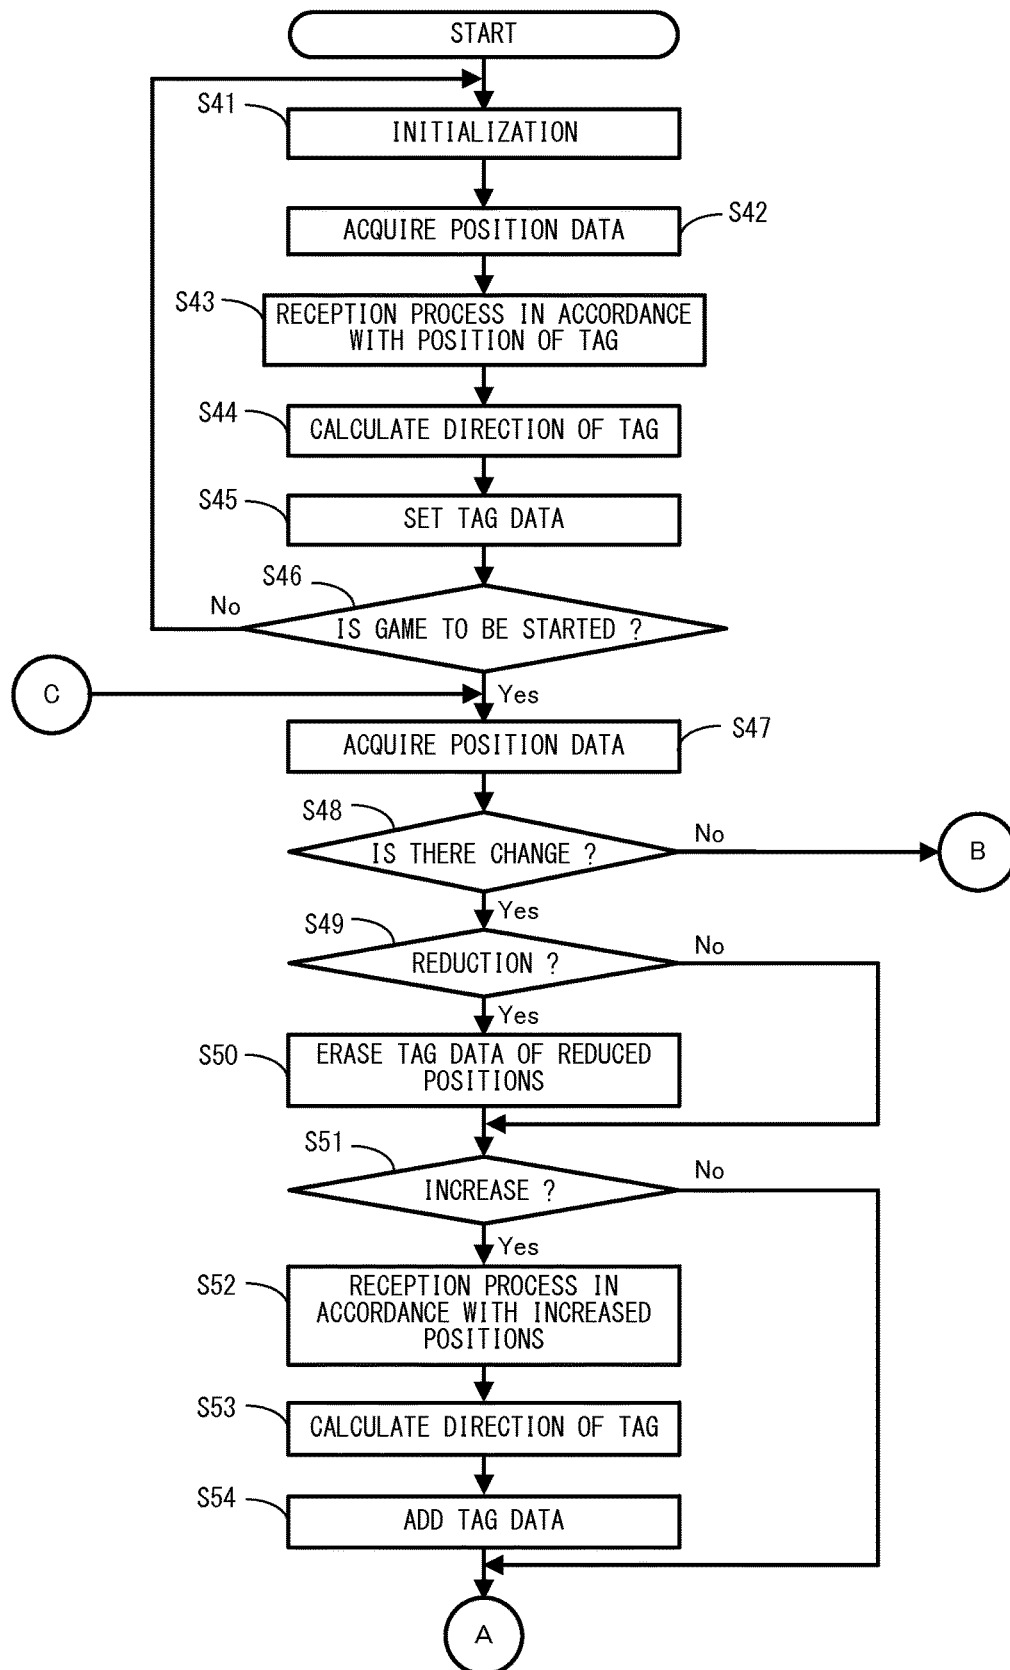 START
S41
INITIALIZATION
ACQUIRE POSITION DATA
S42
S43
RECEPTION PROCESS IN ACCORDANCE
WITH POSITION OF TAG
S44
CALCULATE DIRECTION OF TAG
S45
SET TAG DATA
S46
No
IS GAME TO BE STARTED ?
C
Yes
ACQUIRE POSITION DATA
S47
S48
IS THERE CHANGE ?
No
B
Yes
S49
REDUCTION ?
No
Yes
S50
ERASE TAG DATA OF REDUCED
POSITIONS
S51
INCREASE ?
No
Yes
S52
RECEPTION PROCESS IN
ACCORDANCE WITH INCREASED
POSITIONS
S53
CALCULATE DIRECTION OF TAG
S54
ADD TAG DATA
A